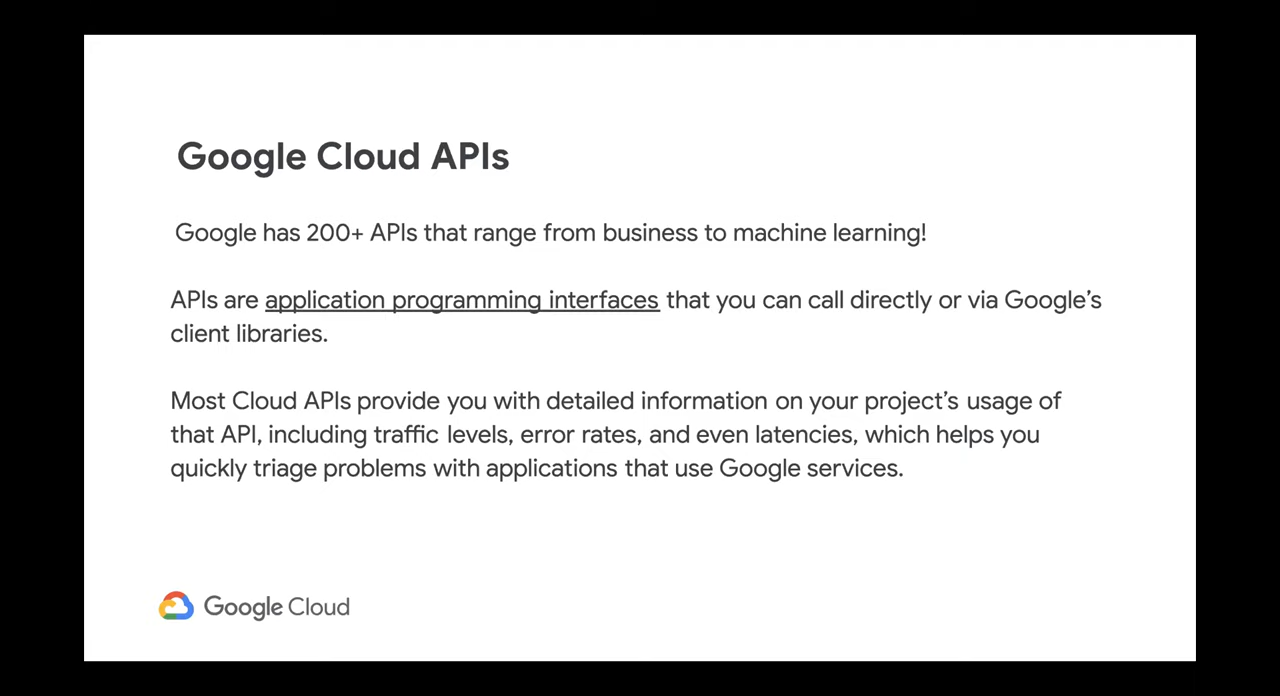 Google Cloud APIs
Google has 200+ APIs that range from business to machine learning!
APIs are application programming interfaces that you can call directly or via Google's
client libraries.
Most Cloud APIs provide you with detailed information on your project's usage of
that API, including traffic levels, error rates, and even latencies, which helps you
quickly triage problems with applications that use Google services.
Google Cloud